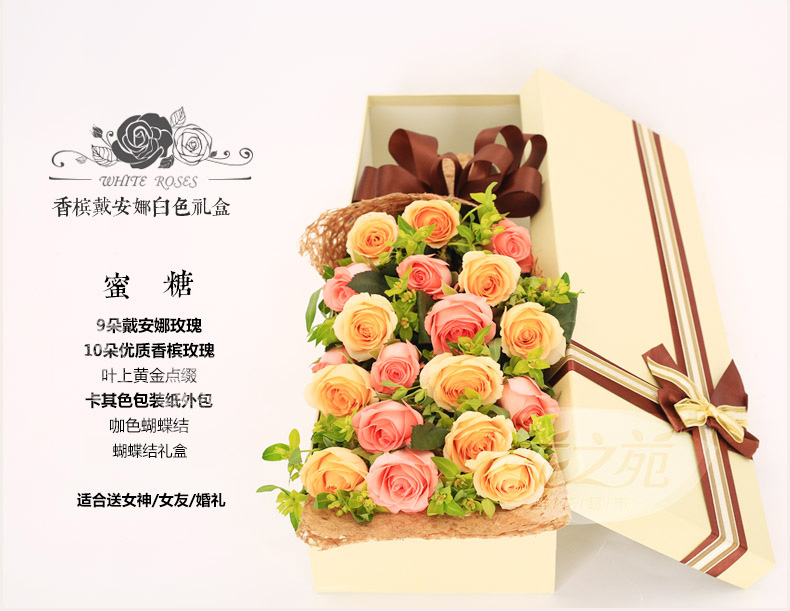 WHITE ROSES
香槟戴安娜白色礼盒
蜜 糖
9朵戴安娜玫瑰
10朵优质香槟玫瑰
叶上黄金点缀
卡其色包装纸外包
咖色蝴蝶结
蝴蝶结礼盒
适合送女神/女友/婚礼
之苑